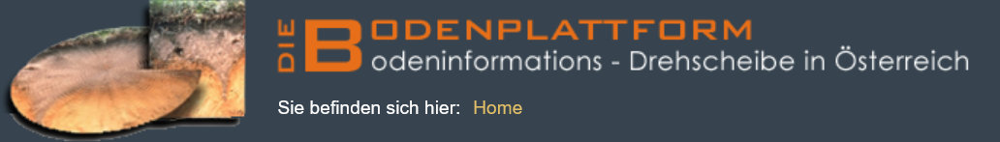 DIE BODENPLATTFORM
Bodeninformations - Drehscheibe in Österreich
Sie befinden sich hier: Home